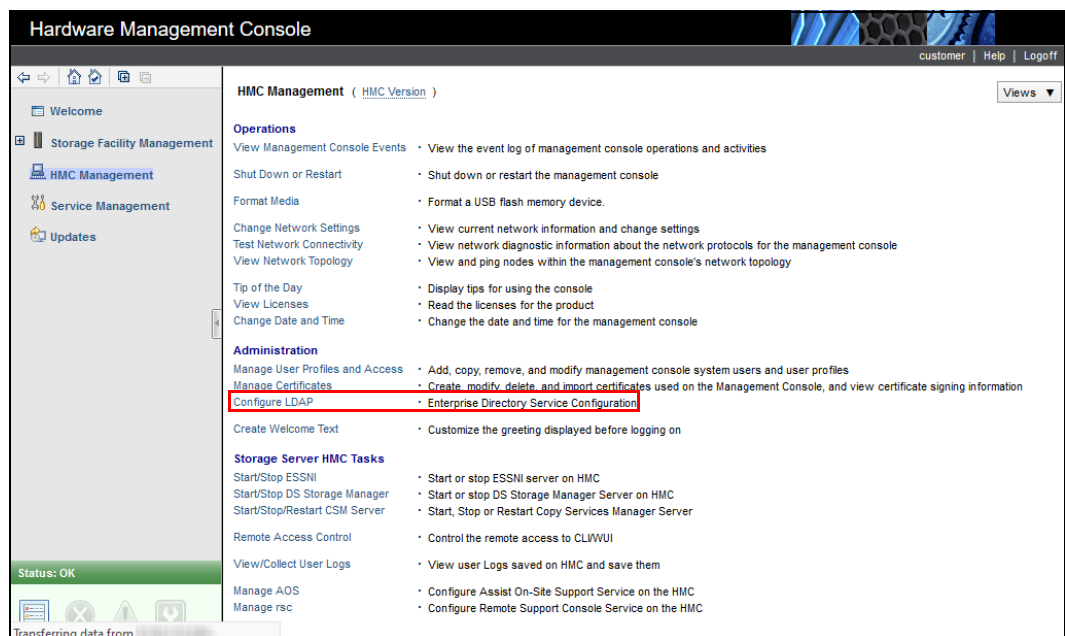 Hardware Management Console
customer | Help | Logoff
Welcome
Storage Facility Management
HMC Management
Service Management
Updates
Status: OK
Transferring data from
HMC Management ( HMC Version )
Views ▼
Operations
View Management Console Events · View the event log of management console operations and activities
Shut Down or Restart · Shut down or restart the management console
Format Media · Format a USB flash memory device.
Change Network Settings · View current network information and change settings
Test Network Connectivity · View network diagnostic information about the network protocols for the management console
View Network Topology · View and ping nodes within the management console's network topology
Tip of the Day · Display tips for using the console
View Licenses · Read the licenses for the product
Change Date and Time · Change the date and time for the management console
Administration
Manage User Profiles and Access · Add, copy, remove, and modify management console system users and user profiles
Manage Certificates · Create, modify, delete, and import certificates used on the Management Console, and view certificate signing information
Configure LDAP · Enterprise Directory Service Configuration
Create Welcome Text · Customize the greeting displayed before logging on
Storage Server HMC Tasks
Start/Stop ESSNI · Start or stop ESSNI server on HMC
Start/Stop DS Storage Manager · Start or stop DS Storage Manager Server on HMC
Start/Stop/Restart CSM Server · Start, Stop or Restart Copy Services Manager Server
Remote Access Control · Control the remote access to CLI/WUI
View/Collect User Logs · View user Logs saved on HMC and save them
Manage AOS · Configure Assist On-Site Support Service on the HMC
Manage rsc · Configure Remote Support Console Service on the HMC